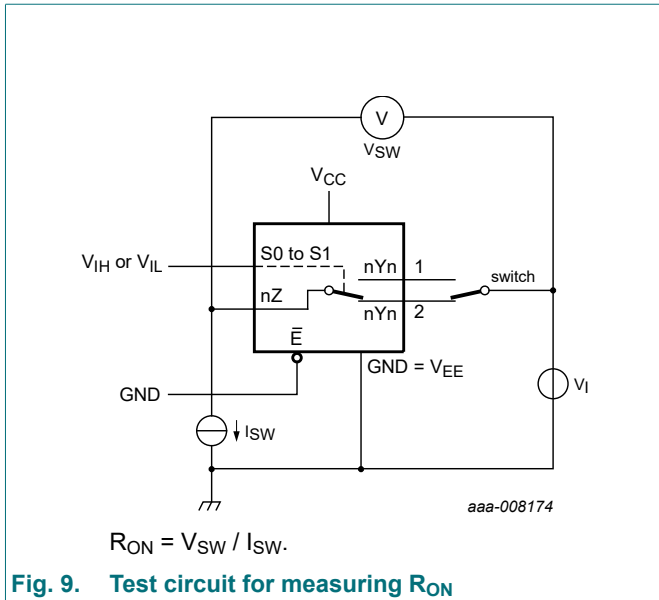 V
VSW
VCC
VIH or VIL
S0 to S1
nYn 1
switch
nZ
nYn 2
E̅
GND = VEE
VI
GND
ISW
aaa-008174
RON = VSW / ISW.
Fig. 9. Test circuit for measuring RON